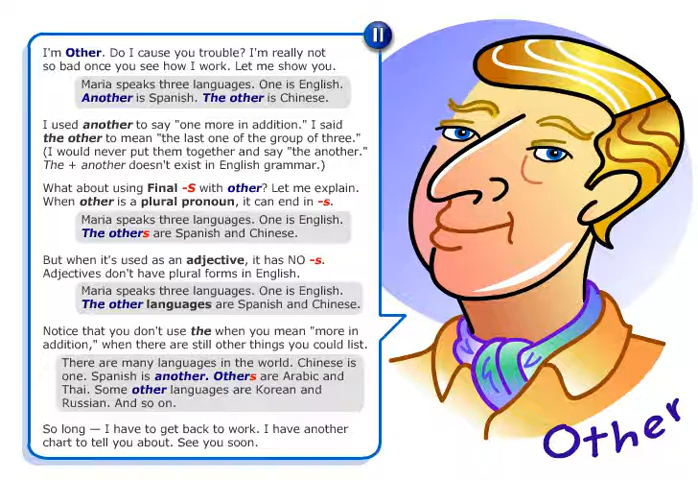 11
I'm Other. Do I cause you trouble? I'm really not
so bad once you see how I work. Let me show you.
Maria speaks three languages. One is English.
Another is Spanish. The other is Chinese.
I used another to say "one more in addition." I said
the other to mean "the last one of the group of three."
(I would never put them together and say "the another."
The + another doesn't exist in English grammar.)
What about using Final -S with other? Let me explain.
When other is a plural pronoun, it can end in -s.
Maria speaks three languages. One is English.
The others are Spanish and Chinese.
But when it's used as an adjective, it has NO -s.
Adjectives don't have plural forms in English.
Maria speaks three languages. One is English.
The other languages are Spanish and Chinese.
Notice that you don't use the when you mean "more in
addition," when there are still other things you could list.
There are many languages in the world. Chinese is
one. Spanish is another. Others are Arabic and
Thai. Some other languages are Korean and
Russian. And so on.
So long — I have to get back to work. I have another
chart to tell you about. See you soon.
Other